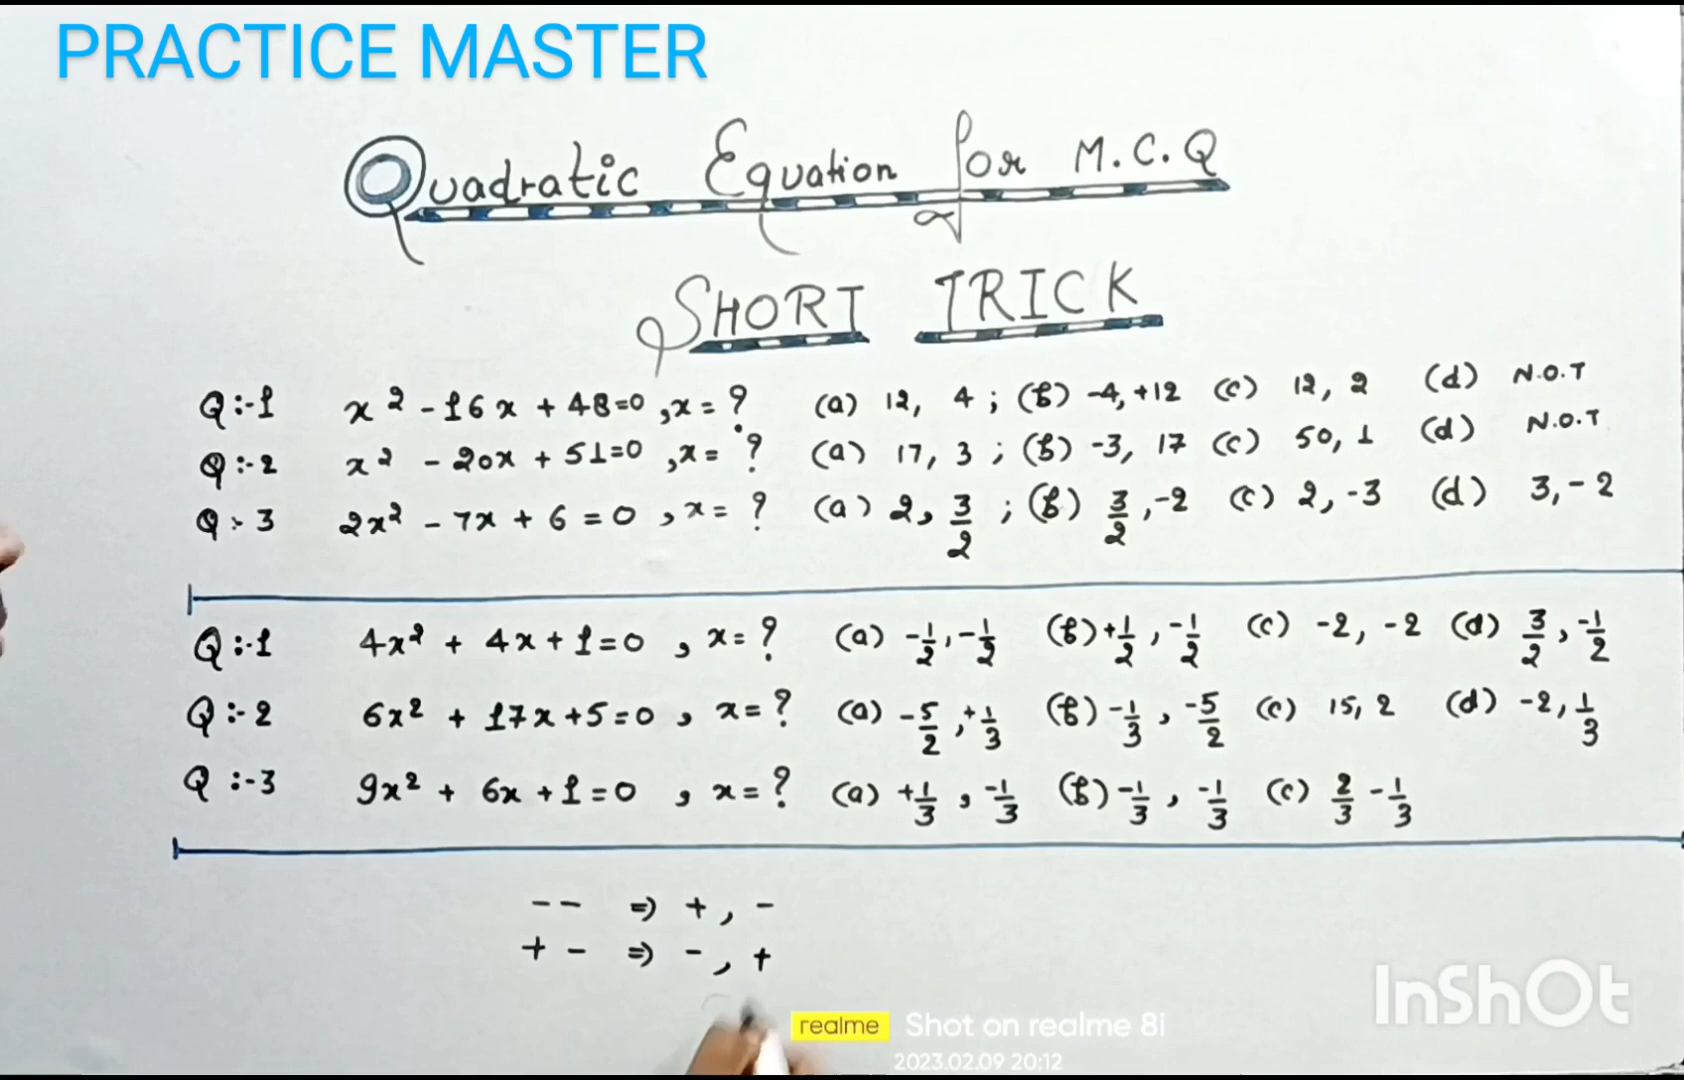 PRACTICE MASTER
Quadratic Equation for M.C.Q
SHORT TRICK
Q:-1 x² - 16x + 48=0 ,x = ? (a) 12, 4 ; (b) -4, +12 (c) 12, 2 (d) N.O.T
Q:-2 x² - 20x + 51=0 ,x = ? (a) 17, 3 ; (b) -3, 17 (c) 50, 1 (d) N.O.T
Q:-3 2x² - 7x + 6 = 0 ,x = ? (a) 2, 3/2 ; (b) 3/2, -2 (c) 2, -3 (d) 3, -2
Q:-1 4x² + 4x + 1 = 0 , x = ? (a) -1/2, -1/2 (b) +1/2, -1/2 (c) -2, -2 (d) 3/2, -1/2
Q:-2 6x² + 17x + 5 = 0 , x = ? (a) -5/2, +1/3 (b) -1/3, -5/2 (c) 15, 2 (d) -2, 1/3
Q:-3 9x² + 6x + 1 = 0 , x = ? (a) +1/3, -1/3 (b) -1/3, -1/3 (c) 2/3 -1/3
- - => +, -
+ - => -, +
InShOt
realme Shot on realme 8i
2023.02.09 20:12